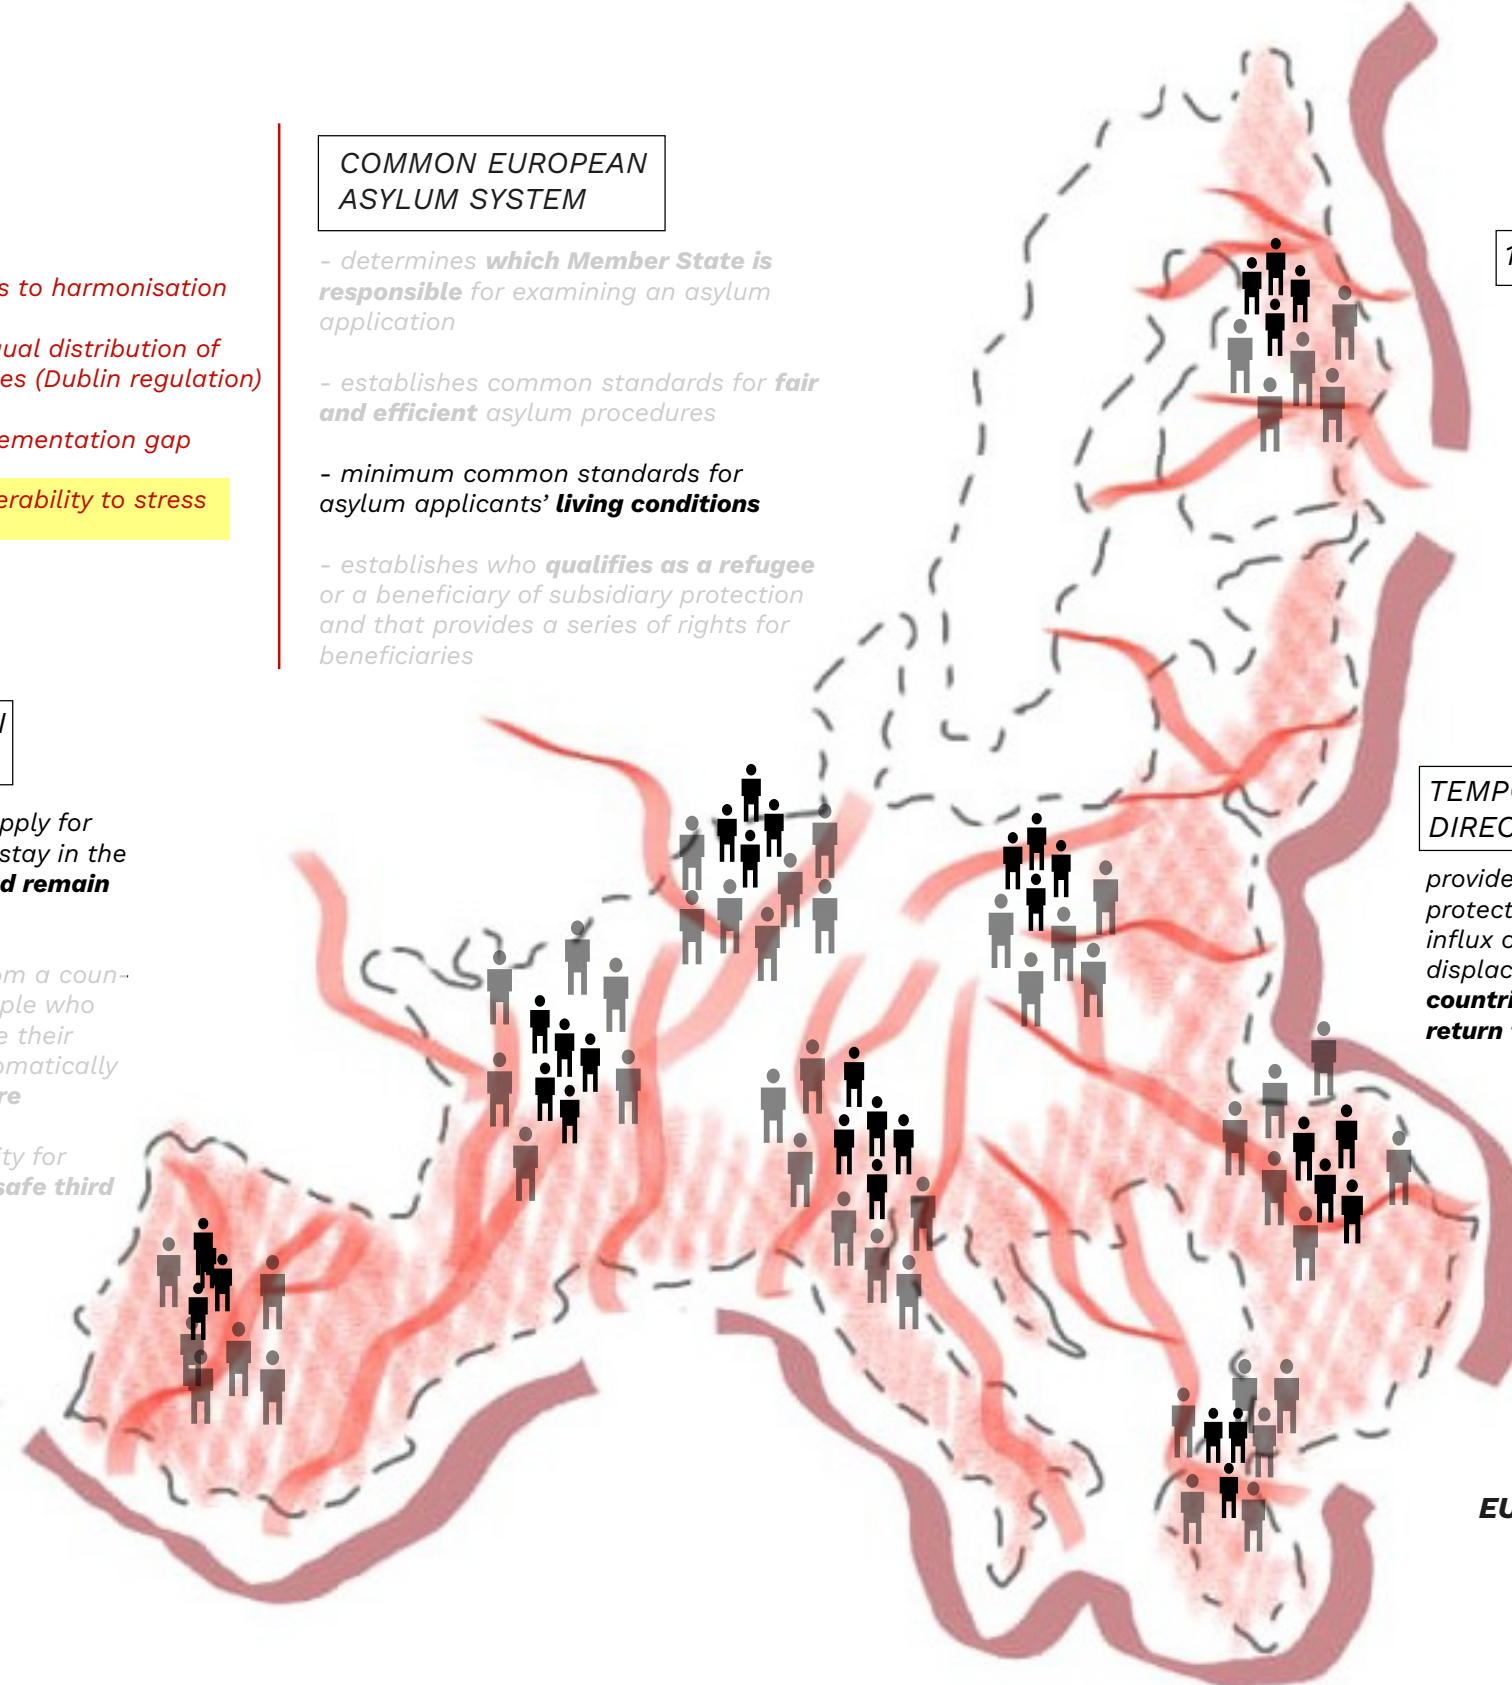 COMMON EUROPEAN
ASYLUM SYSTEM
- determines which Member State is
responsible for examining an asylum
application
- establishes common standards for fair
and efficient asylum procedures
- minimum common standards for
asylum applicants’ living conditions
- establishes who qualifies as a refugee
or a beneficiary of subsidiary protection
and that provides a series of rights for
beneficiaries
s to harmonisation
ual distribution of
es (Dublin regulation)
ementation gap
erability to stress
pply for
stay in the
d remain
om a coun-
ple who
e their
omatically
re
ity for
safe third
1
TEMP
DIREC
provide
protect
influx o
displac
countri
return
EU